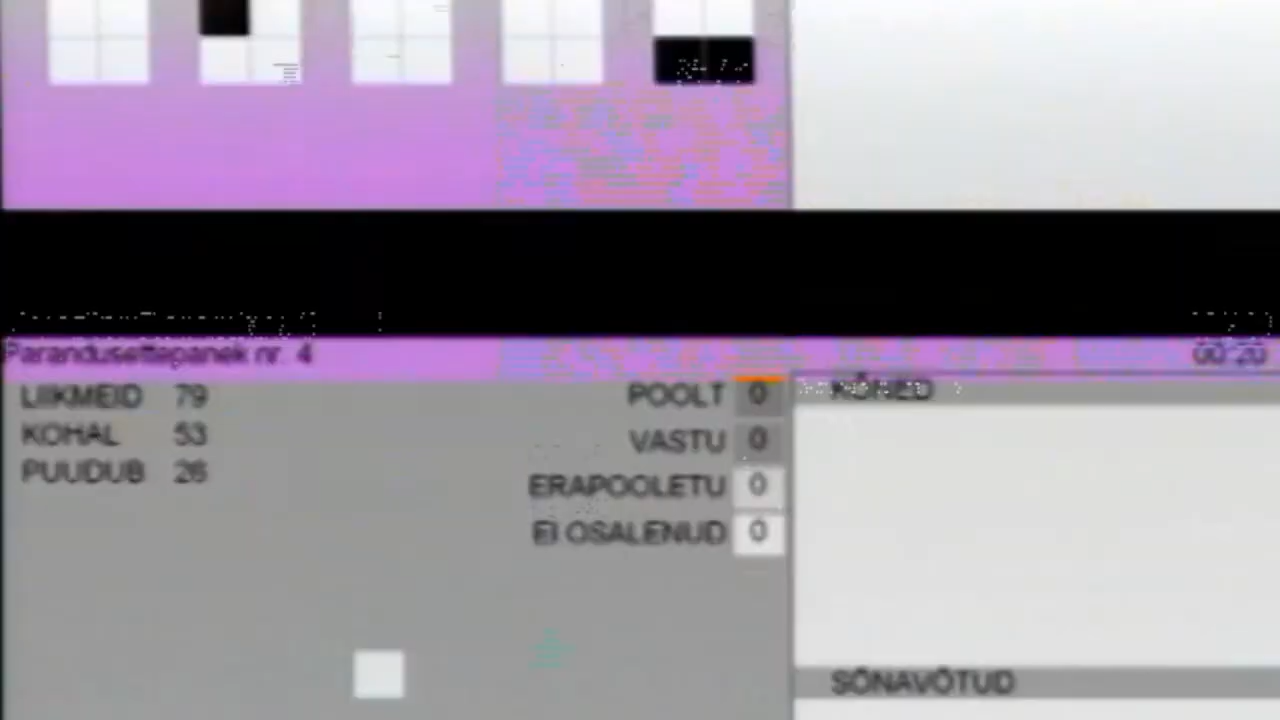 Parandusettepanek nr. 4 00:20
LIIKMEID 79
KOHAL 53
PUUDUB 26
POOLT 0
VASTU 0
ERAPOOLETU 0
EI OSALENUD 0
KÕNED
SÕNAVÕTUD